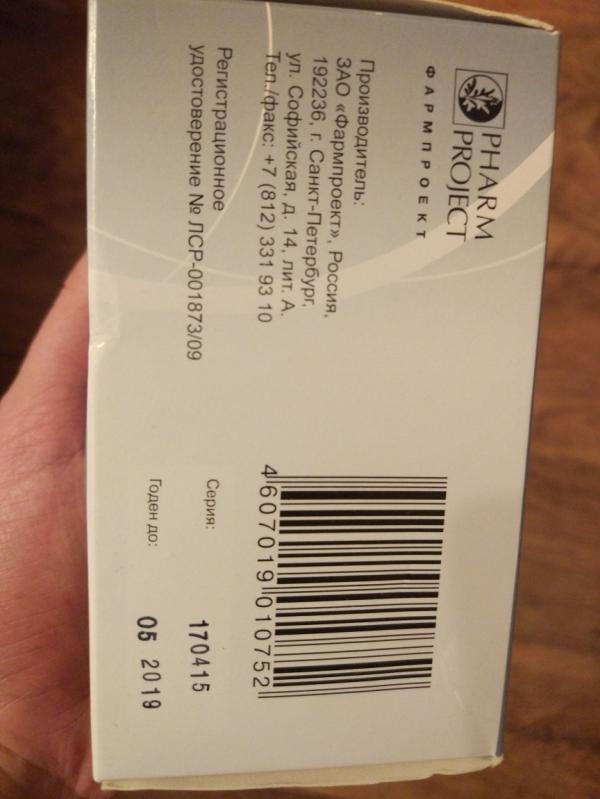 PHARM
PROJECT
ФАРМПРОЕКТ
Производитель:
ЗАО «Фармпроект», Россия,
192236, г. Санкт-Петербург,
ул. Софийская, д. 14, лит. А.
Тел./факс: +7 (812) 331 93 10
Регистрационное
удостоверение № ЛСР-001873/09
4 607019 010752
Серия: 170415
Годен до: 05 2019